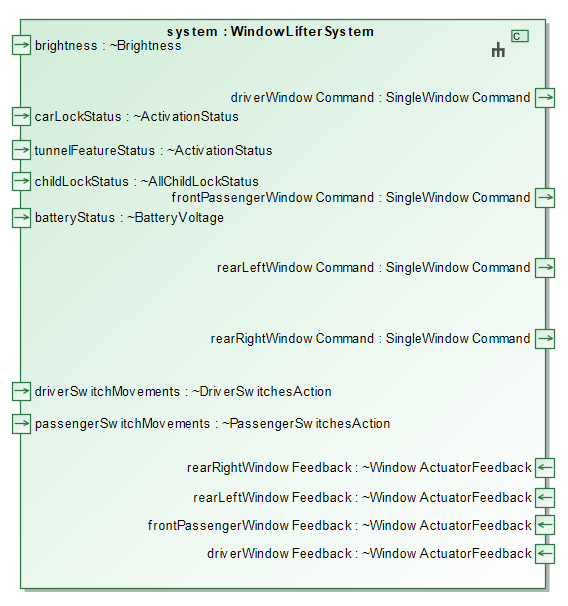 system : WindowLifterSystem
C
brightness : ~Brightness
driverWindow Command : SingleWindow Command
carLockStatus : ~ActivationStatus
tunnelFeatureStatus : ~ActivationStatus
childLockStatus : ~AllChildLockStatus
frontPassengerWindow Command : SingleWindow Command
batteryStatus : ~BatteryVoltage
rearLeftWindow Command : SingleWindow Command
rearRightWindow Command : SingleWindow Command
driverSwitchMovements : ~DriverSwitchesAction
passengerSwitchMovements : ~PassengerSwitchesAction
rearRightWindow Feedback : ~Window ActuatorFeedback
rearLeftWindow Feedback : ~Window ActuatorFeedback
frontPassengerWindow Feedback : ~Window ActuatorFeedback
driverWindow Feedback : ~Window ActuatorFeedback